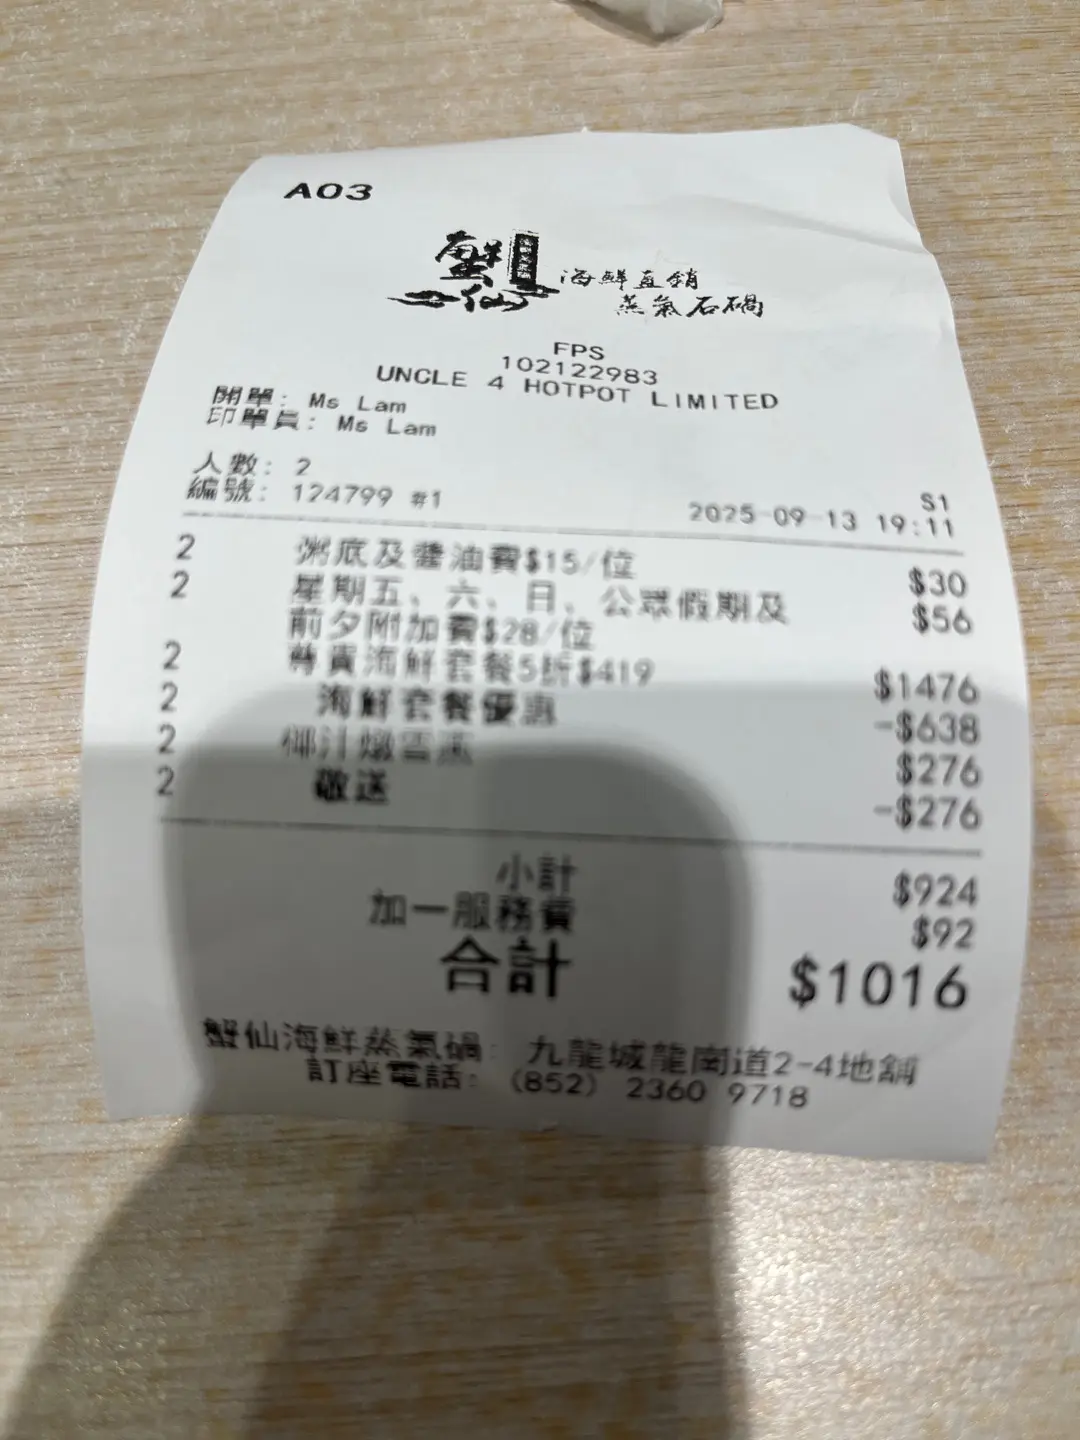 A03
蟹仙
海鮮直銷
蒸氣石鍋
FPS
102122983
UNCLE 4 HOTPOT LIMITED
開單: Ms Lam
印單員: Ms Lam
人數: 2
編號: 124799 #1
S1
2025-09-13 19:11
2 粥底及醬油費$15/位 $30
2 星期五、六、日、公眾假期及 $56
前夕附加費$28/位
2 尊貴海鮮套餐5折$419 $1476
2 海鮮套餐優惠 -$638
2 椰汁燉雪燕 $276
2 敬送 -$276
小計 $924
加一服務費 $92
合計 $1016
蟹仙海鮮蒸氣鍋: 九龍城龍崗道2-4地舖
訂座電話: (852) 2360 9718